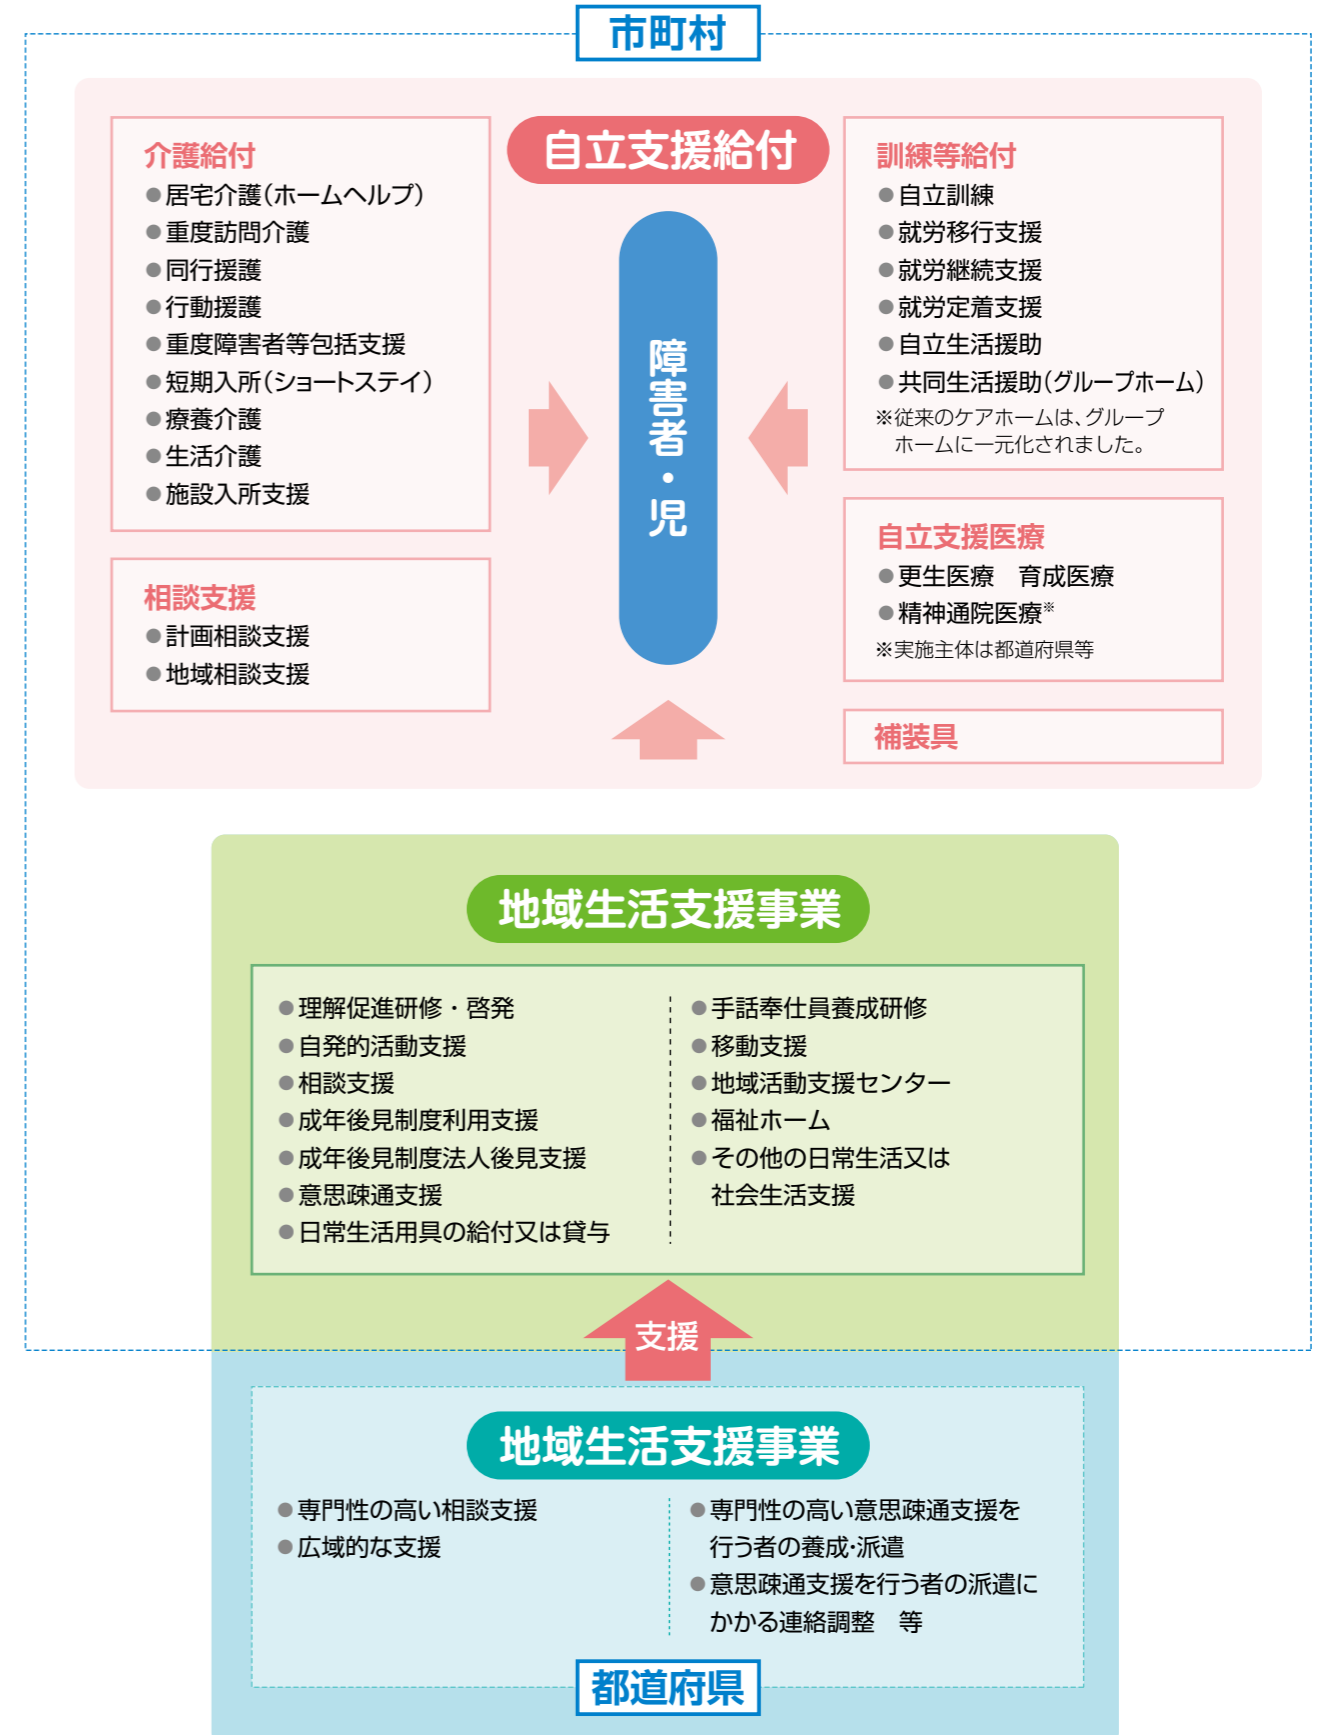 市町村
自立支援給付
介護給付
●居宅介護（ホームヘルプ）
●重度訪問介護
●同行援護
●行動援護
●重度障害者等包括支援
●短期入所（ショートステイ）
●療養介護
●生活介護
●施設入所支援
相談支援
●計画相談支援
●地域相談支援
障害者・児
訓練等給付
●自立訓練
●就労移行支援
●就労継続支援
●就労定着支援
●自立生活援助
●共同生活援助（グループホーム）
※従来のケアホームは、グループ
ホームに一元化されました。
自立支援医療
●更生医療　育成医療
●精神通院医療※
※実施主体は都道府県等
補装具
地域生活支援事業
●理解促進研修・啓発
●自発的活動支援
●相談支援
●成年後見制度利用支援
●成年後見制度法人後見支援
●意思疎通支援
●日常生活用具の給付又は貸与
●手話奉仕員養成研修
●移動支援
●地域活動支援センター
●福祉ホーム
●その他の日常生活又は
社会生活支援
支援
地域生活支援事業
●専門性の高い相談支援
●広域的な支援
●専門性の高い意思疎通支援を
行う者の養成・派遣
●意思疎通支援を行う者の派遣に
かかる連絡調整　等
都道府県